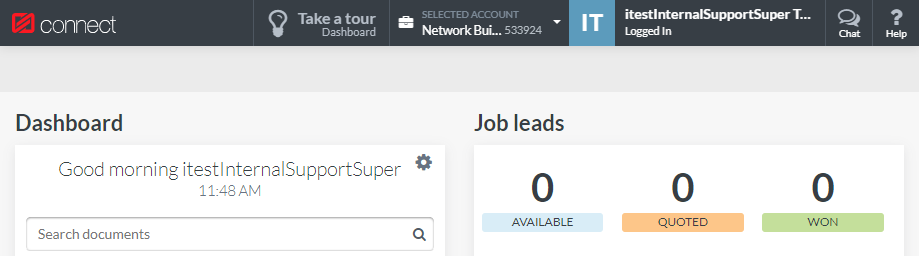 connect
Take a tour
Dashboard
SELECTED ACCOUNT
Network Bui... 533924
IT
itestInternalSupportSuper T...
Logged In
Chat
?
Help
Dashboard
Job leads
Good morning itestInternalSupportSuper
11:48 AM
Search documents
0
AVAILABLE
0
QUOTED
0
WON